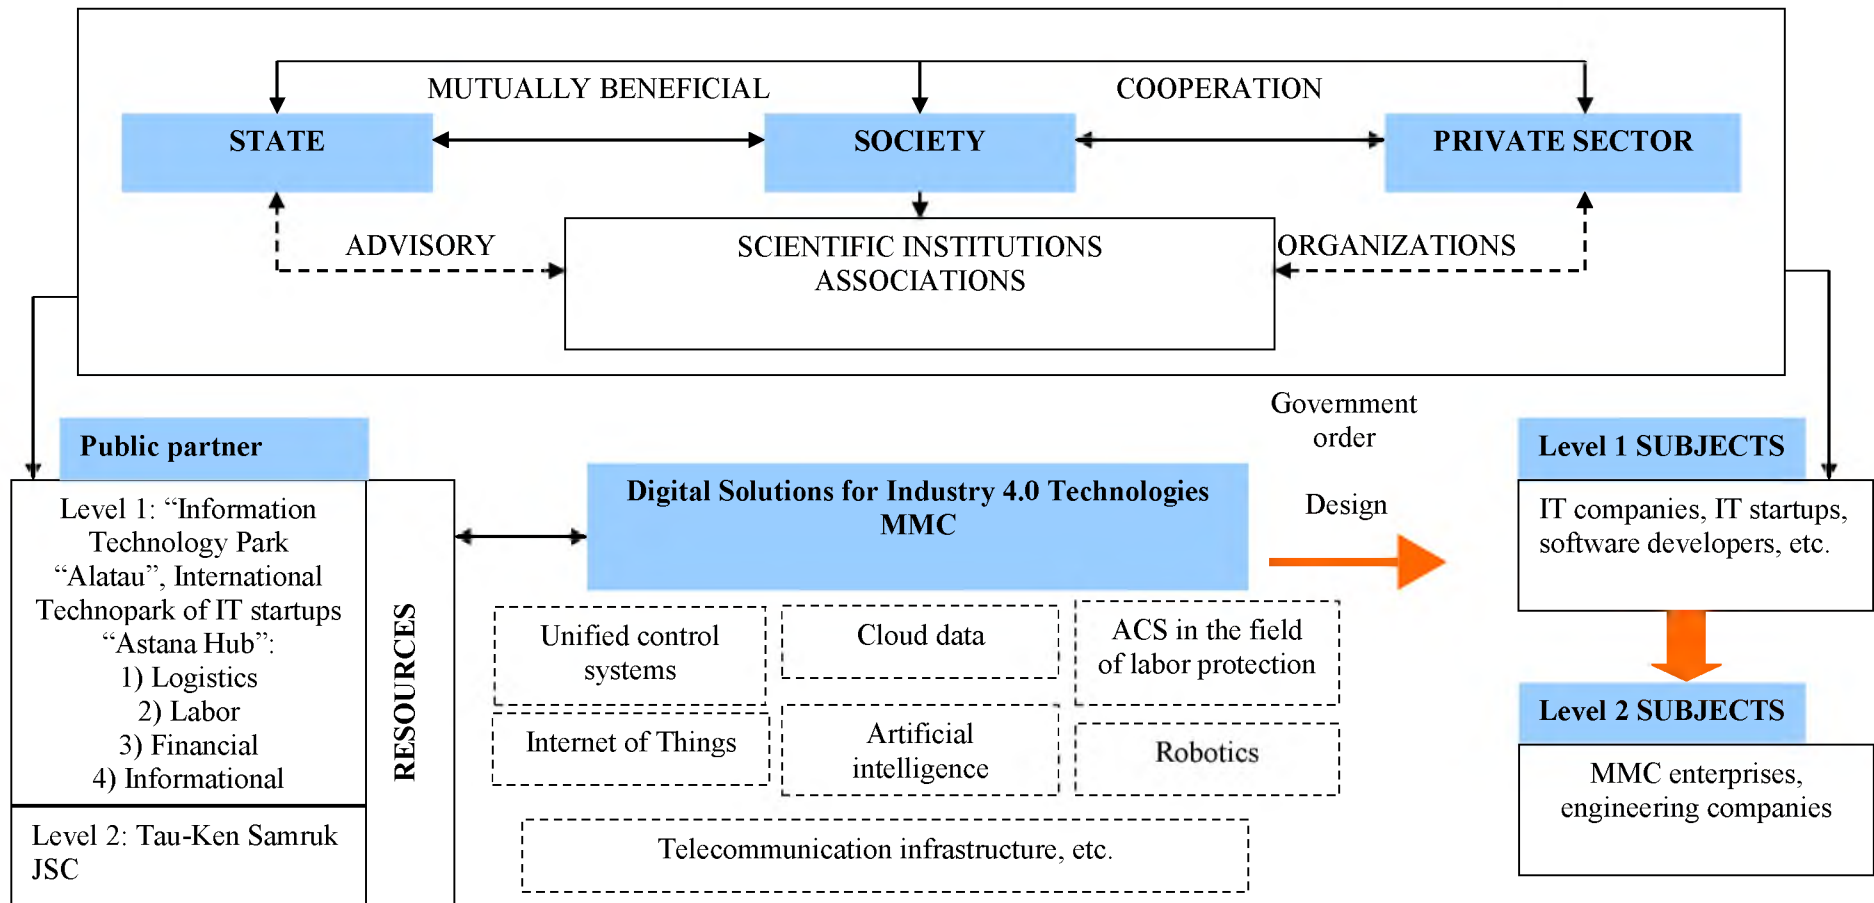 MUTUALLY BENEFICIAL
COOPERATION
STATE
SOCIETY
PRIVATE SECTOR
ADVISORY
SCIENTIFIC INSTITUTIONS
ASSOCIATIONS
ORGANIZATIONS
Public partner
Level 1: “Information
Technology Park
“Alatau”, International
Technopark of IT startups
“Astana Hub”:
1) Logistics
2) Labor
3) Financial
4) Informational
Level 2: Tau-Ken Samruk
JSC
RESOURCES
Digital Solutions for Industry 4.0 Technologies
MMC
Unified control
systems
Cloud data
ACS in the field
of labor protection
Internet of Things
Artificial
intelligence
Robotics
Telecommunication infrastructure, etc.
Government
order
Design
Level 1 SUBJECTS
IT companies, IT startups,
software developers, etc.
Level 2 SUBJECTS
MMC enterprises,
engineering companies